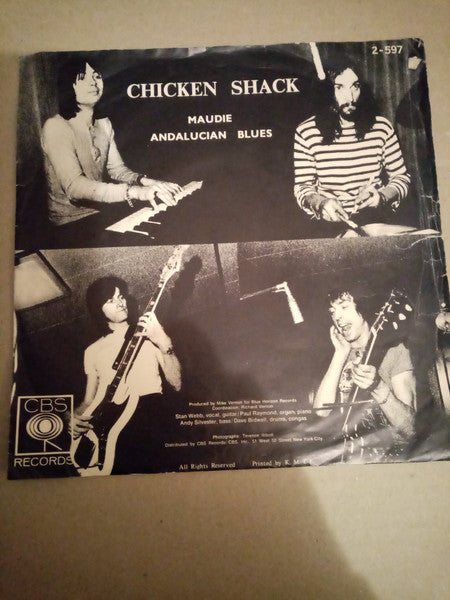 2-597
CHICKEN SHACK
MAUDIE
ANDALUCIAN BLUES
Produced by Mike Vernon for Blue Horizon Records
Coordination: Richard Vernon
Stan Webb, vocal, guitar/Paul Raymond, organ, piano
Andy Silvester, bass/Dave Bidwell, drums, congas
Photographs: Terence Ibbott
Distributed by CBS Records/CBS, Inc., 51 West 52 Street New York City
CBS
RECORDS
All Rights Reserved Printed by K. M.